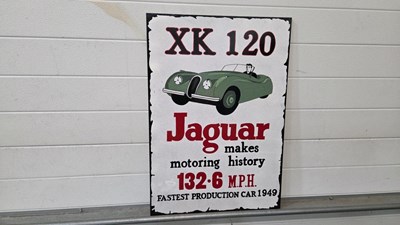 XK 120
Jaguar
makes
motoring history
132·6 M.P.H.
FASTEST PRODUCTION CAR 1949